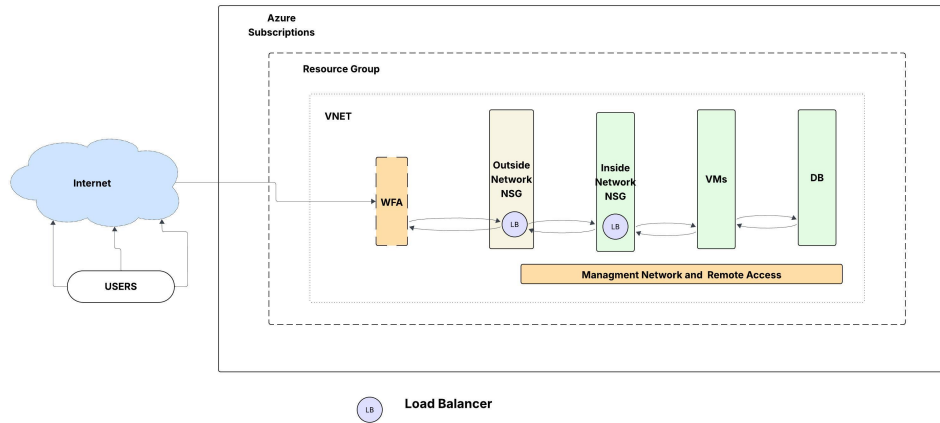 Azure
Subscriptions
Resource Group
VNET
Internet
WFA
Outside
Network
NSG
LB
Inside
Network
NSG
LB
VMs
DB
Managment Network and Remote Access
USERS
LB
Load Balancer